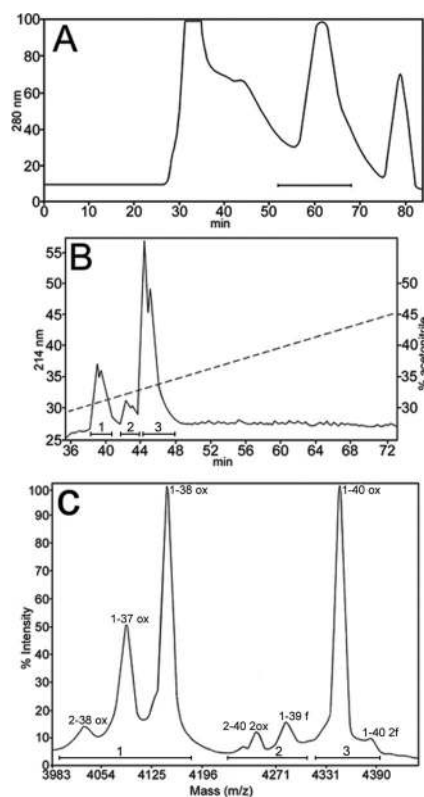 A
100
80
60
40
20
280 nm
0 10 20 30 40 50 60 70 80
min
B
55
50
45
40
35
30
25
214 nm
50
45
40
35
30
% acetonitrile
1 2 3
36 40 44 48 52 56 60 64 68 72
min
C
100
90
80
70
60
50
40
30
20
10
0
% Intensity
1-38 ox
1-40 ox
1-37 ox
2-38 ox
2-40 2ox
1-39 f
1-40 2f
1 2 3
3983 4054 4125 4196 4271 4331 4390
Mass (m/z)